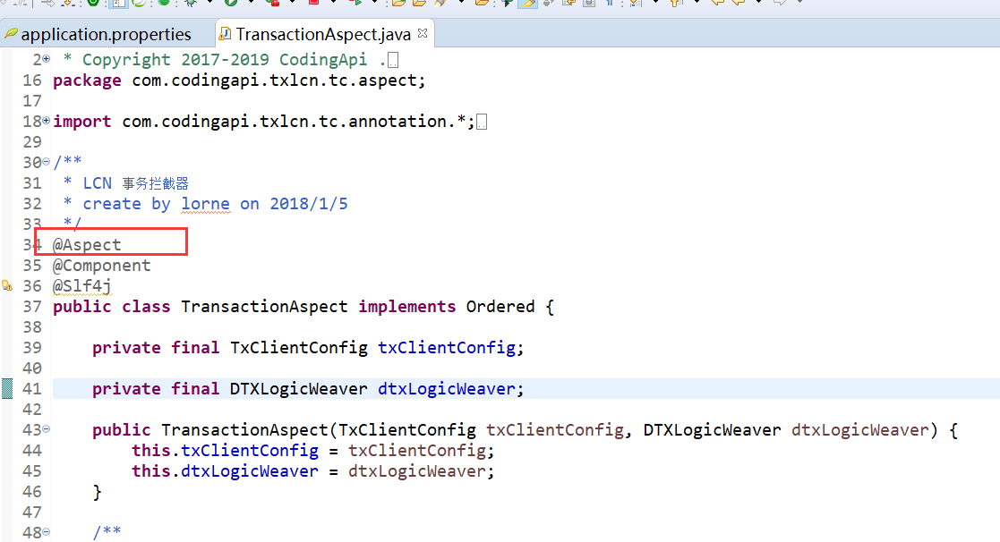 application.properties
TransactionAspect.java
2 * Copyright 2017-2019 CodingApi .
16 package com.codingapi.txlcn.tc.aspect;
17
18 import com.codingapi.txlcn.tc.annotation.*;
29
30 /**
31 * LCN 事务拦截器
32 * create by lorne on 2018/1/5
33 */
34 @Aspect
35 @Component
36 @Slf4j
37 public class TransactionAspect implements Ordered {
38
39 private final TxClientConfig txClientConfig;
40
41 private final DTXLogicWeaver dtxLogicWeaver;
42
43 public TransactionAspect(TxClientConfig txClientConfig, DTXLogicWeaver dtxLogicWeaver) {
44 this.txClientConfig = txClientConfig;
45 this.dtxLogicWeaver = dtxLogicWeaver;
46 }
47
48 /**